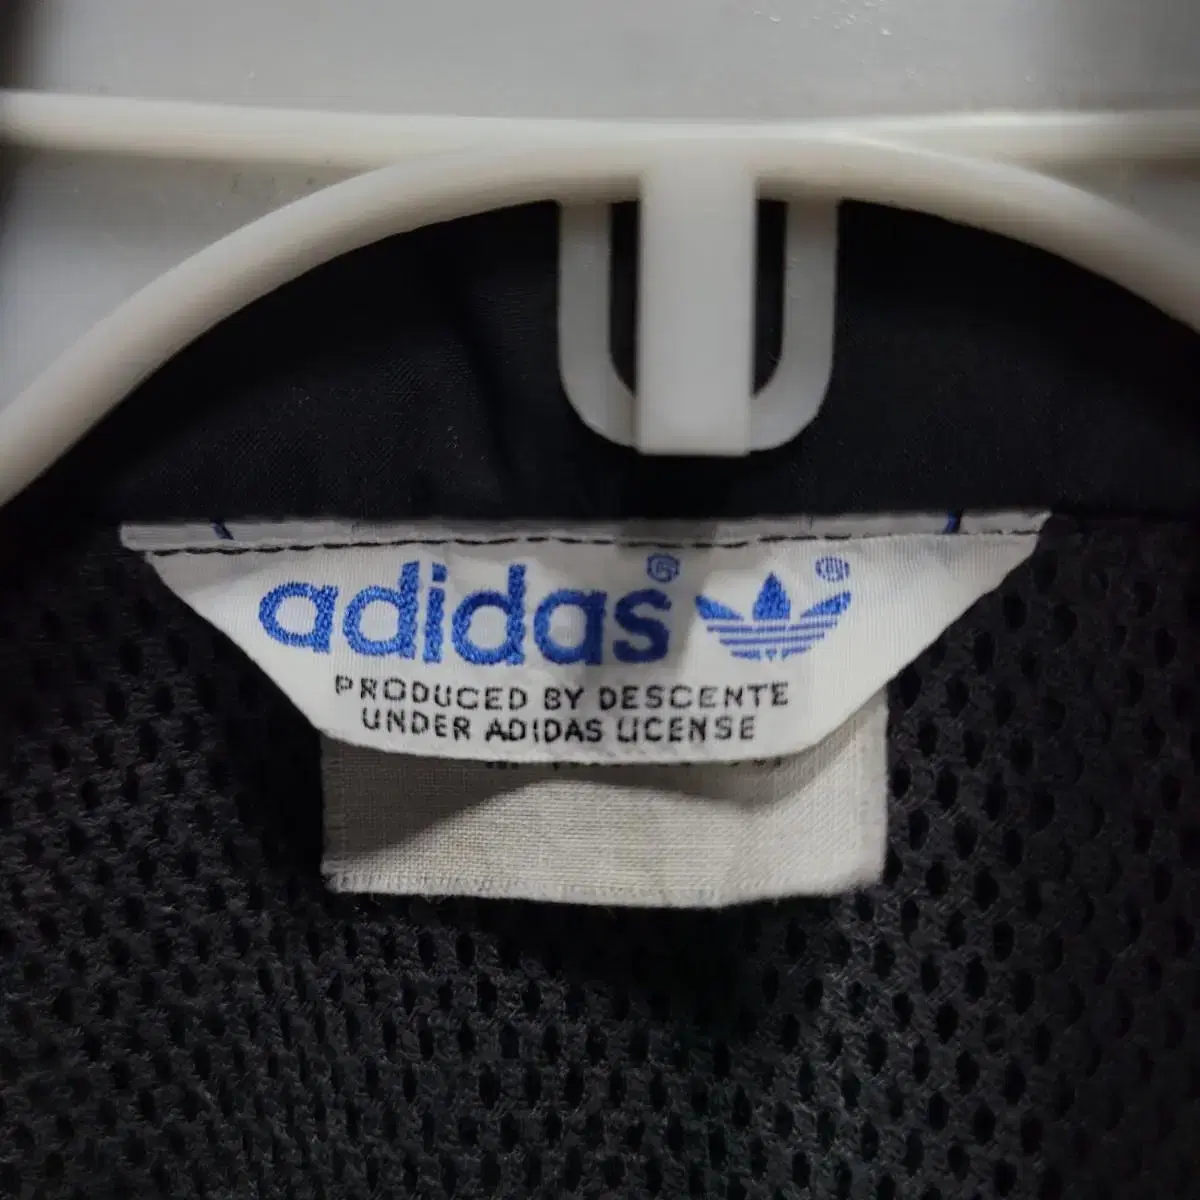 adidas®
®
PRODUCED BY DESCENTE
UNDER ADIDAS LICENSE